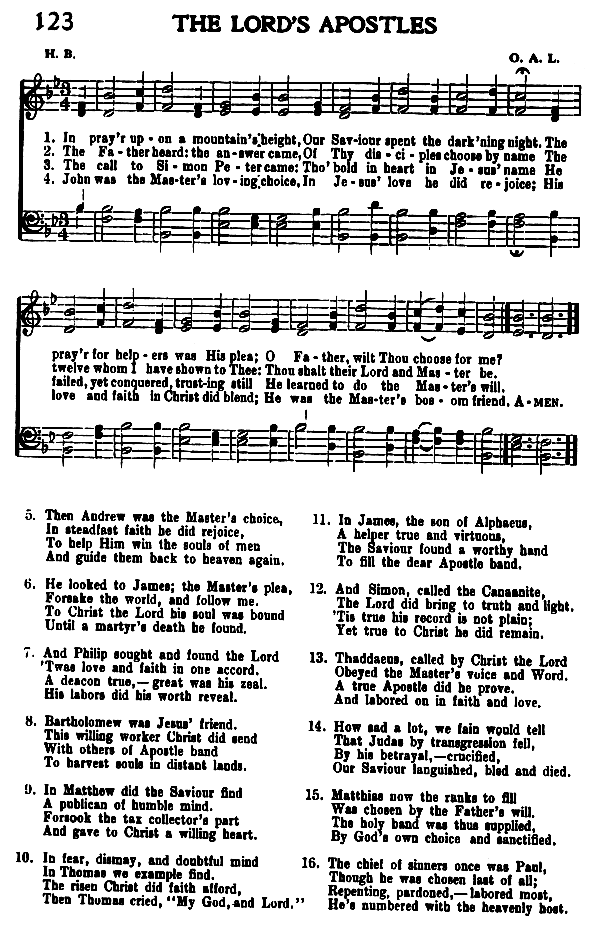 123
THE LORD'S APOSTLES
H. B.
O. A. L.
1. In pray'r up - on a mountain's height, Our Sav-iour spent the dark'ning night. The
2. The Fa - ther heard: the an-swer came, Of Thy dis - ci - ples choose by name The
3. The call to Si - mon Pe - ter came: Tho' bold in heart in Je - sus' name He
4. John was the Mas-ter's lov-ing choice, In Je - sus' love he did re - joice; His
pray'r for help - ers was His plea; O Fa - ther, wilt Thou choose for me?
twelve whom I have shown to Thee: Thou shalt their Lord and Mas - ter be.
failed, yet conquered, trust-ing still He learned to do the Mas-ter's will.
love and faith in Christ did blend; He was the Mas-ter's bos - om friend. A-MEN.
5. Then Andrew was the Master's choice,
In steadfast faith he did rejoice,
To help Him win the souls of men
And guide them back to heaven again.
6. He looked to James; the Master's plea,
Forsake the world, and follow me.
To Christ the Lord his soul was bound
Until a martyr's death he found.
7. And Philip sought and found the Lord
'Twas love and faith in one accord.
A deacon true,—great was his zeal.
His labors did his worth reveal.
8. Bartholomew was Jesus' friend.
This willing worker Christ did send
With others of Apostle band
To harvest souls in distant lands.
9. In Matthew did the Saviour find
A publican of humble mind.
Forsook the tax collector's part
And gave to Christ a willing heart.
10. In fear, dismay, and doubtful mind
In Thomas we example find.
The risen Christ did faith afford,
Then Thomas cried, "My God, and Lord."
11. In James, the son of Alphaeus,
A helper true and virtuous,
The Saviour found a worthy hand
To fill the dear Apostle band.
12. And Simon, called the Canaanite,
The Lord did bring to truth and light.
'Tis true his record is not plain;
Yet true to Christ he did remain.
13. Thaddaeus, called by Christ the Lord
Obeyed the Master's voice and Word.
A true Apostle did he prove.
And labored on in faith and love.
14. How sad a lot, we fain would tell
That Judas by transgression fell,
By his betrayal,—crucified,
Our Saviour languished, bled and died.
15. Matthias now the ranks to fill
Was chosen by the Father's will.
The holy band was thus supplied,
By God's own choice and sanctified.
16. The chief of sinners once was Paul,
Though he was chosen last of all;
Repenting, pardoned,—labored most,
He's numbered with the heavenly host.